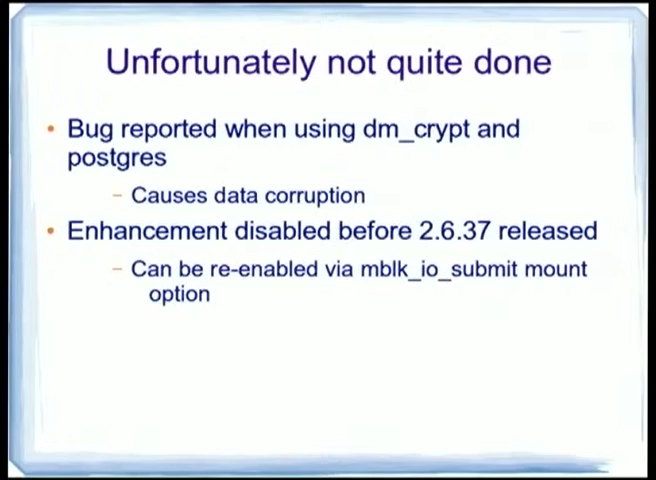 Unfortunately not quite done
• Bug reported when using dm_crypt and
postgres
– Causes data corruption
• Enhancement disabled before 2.6.37 released
– Can be re-enabled via mblk_io_submit mount
option